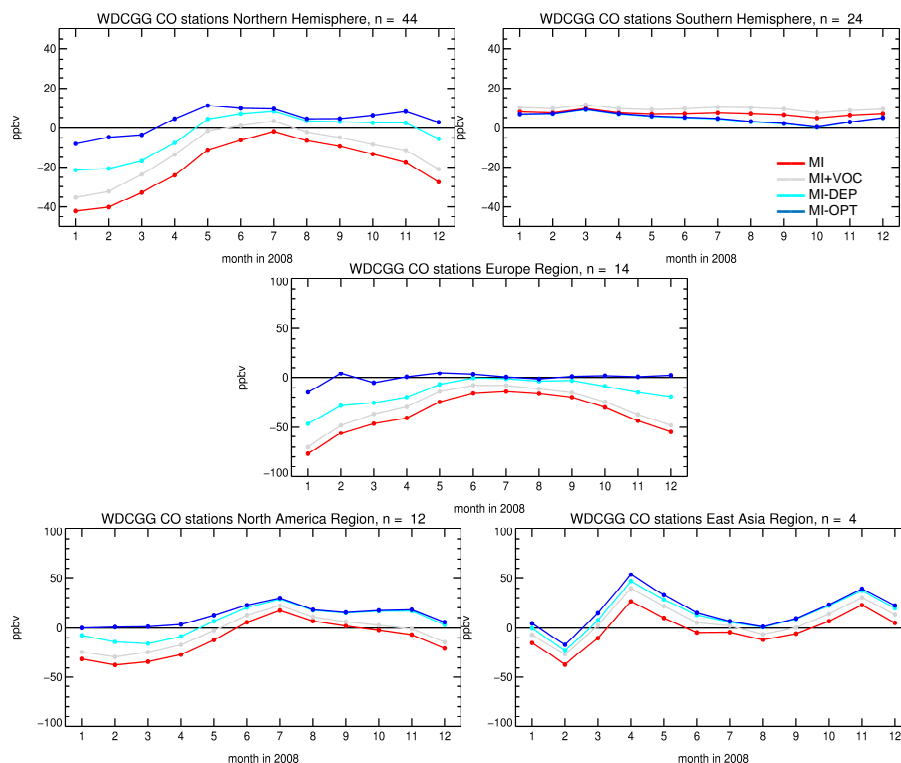 WDCGG CO stations Northern Hemisphere, n = 44
40
20
0
−20
−40
ppbv
1 2 3 4 5 6 7 8 9 10 11 12
month in 2008
WDCGG CO stations Southern Hemisphere, n = 24
40
20
0
−20
−40
ppbv
MI
MI+VOC
MI-DEP
MI-OPT
1 2 3 4 5 6 7 8 9 10 11 12
month in 2008
WDCGG CO stations Europe Region, n = 14
100
50
0
−50
−100
ppbv
1 2 3 4 5 6 7 8 9 10 11 12
month in 2008
WDCGG CO stations North America Region, n = 12
100
50
0
−50
−100
ppbv
1 2 3 4 5 6 7 8 9 10 11 12
month in 2008
WDCGG CO stations East Asia Region, n = 4
100
50
0
−50
−100
ppbv
1 2 3 4 5 6 7 8 9 10 11 12
month in 2008